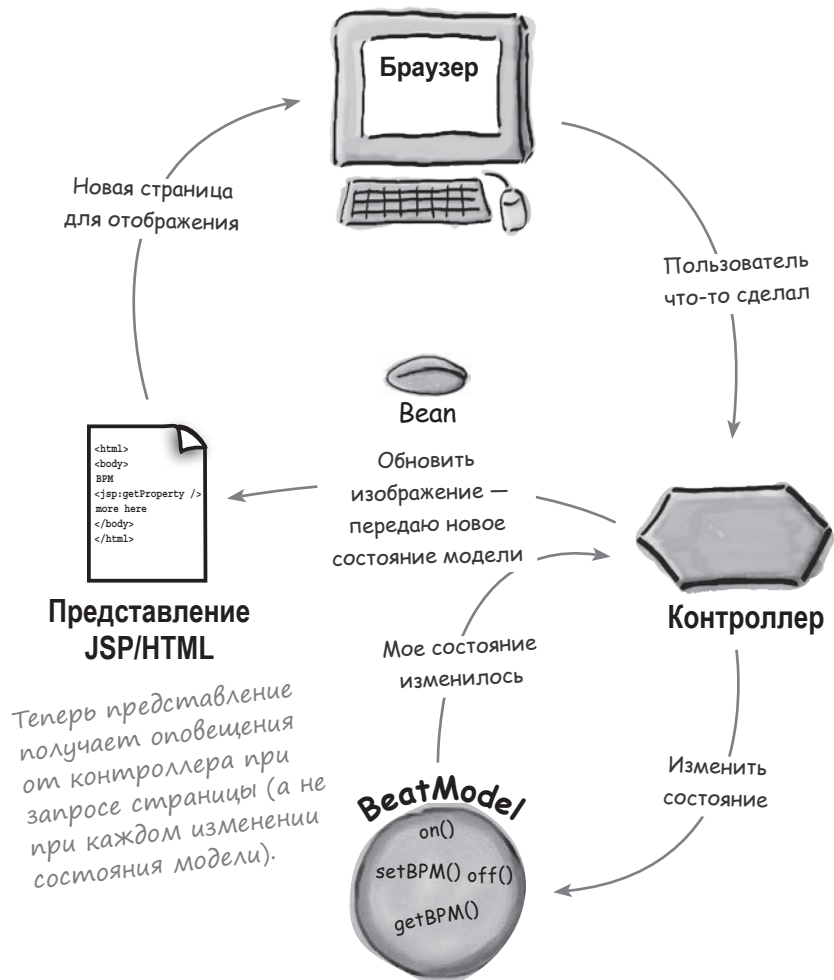 Браузер
Новая страница
для отображения
Пользователь
что-то сделал
Bean
Обновить
изображение —
передаю новое
состояние модели
<html>
<body>
BPM
<jsp:getProperty />
more here
</body>
</html>
Представление
JSP/HTML
Контроллер
Мое состояние
изменилось
Теперь представление
получает оповещения
от контроллера при
запросе страницы (а не
при каждом изменении
состояния модели).
Изменить
состояние
BeatModel
on()
setBPM() off()
getBPM()